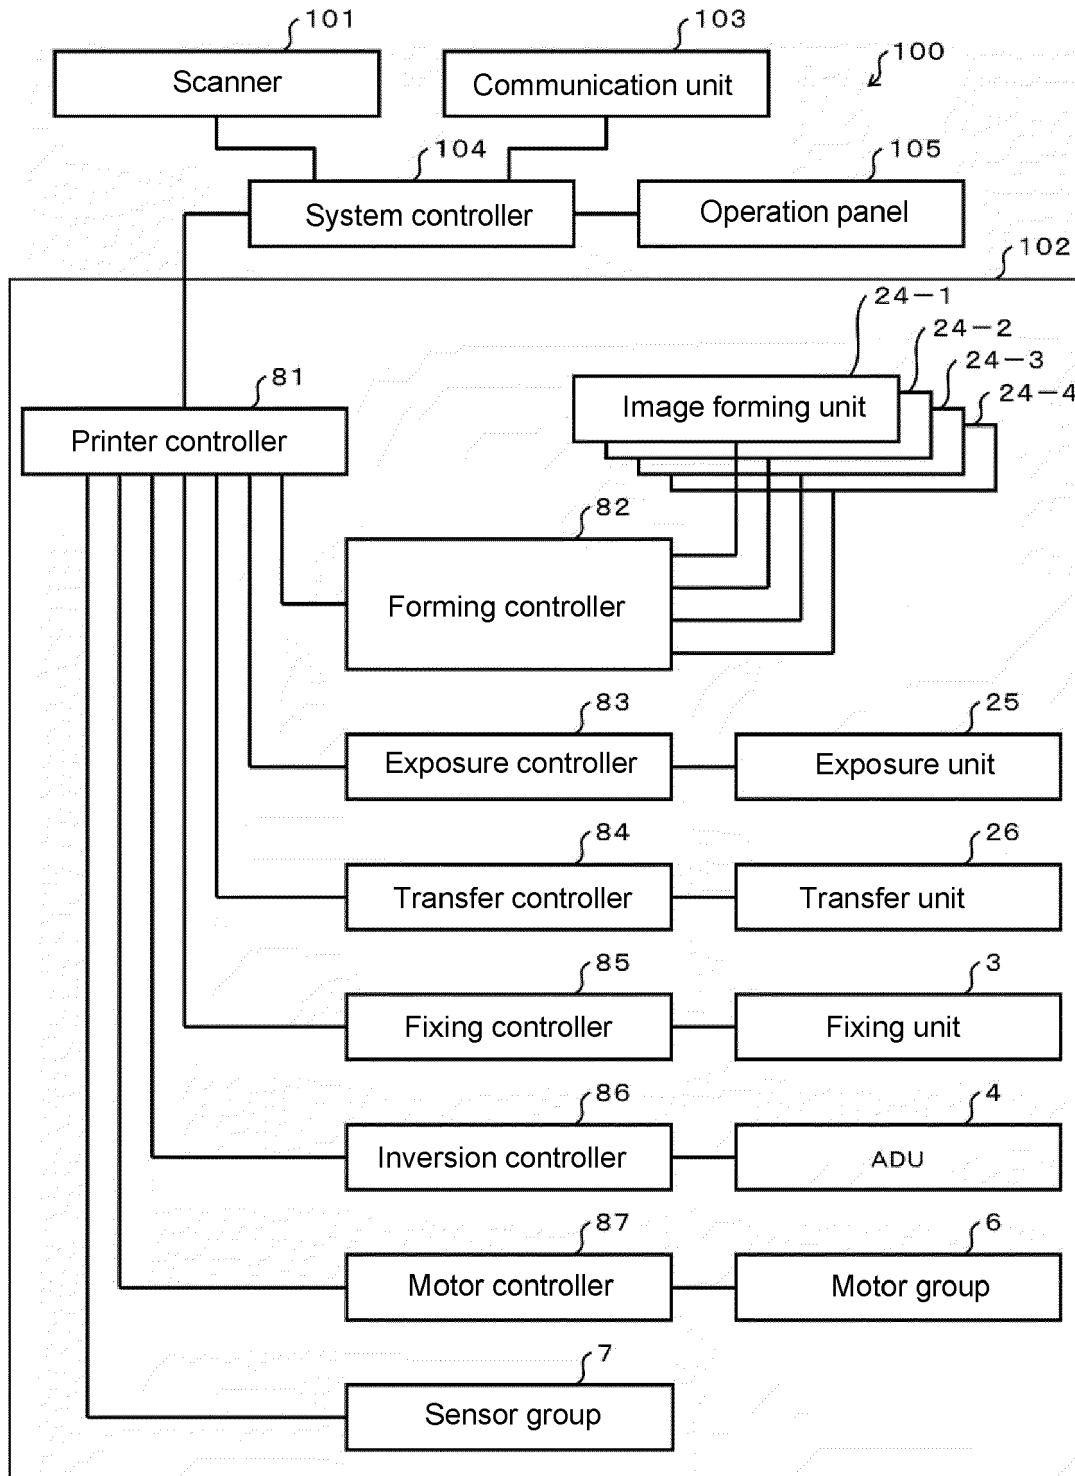 101
103
100
Scanner
Communication unit
104
105
System controller
Operation panel
102
24-1
24-2
24-3
24-4
81
Image forming unit
Printer controller
82
Forming controller
83
25
Exposure controller
Exposure unit
84
26
Transfer controller
Transfer unit
85
3
Fixing controller
Fixing unit
86
4
Inversion controller
ADU
87
6
Motor controller
Motor group
7
Sensor group